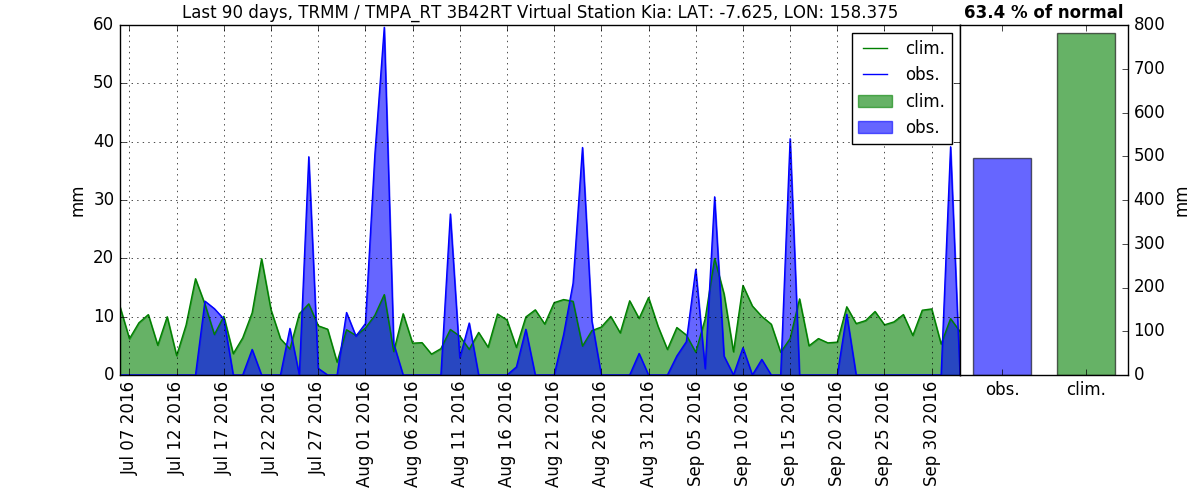 Last 90 days, TRMM / TMPA_RT 3B42RT Virtual Station Kia: LAT: -7.625, LON: 158.375
63.4 % of normal
60
50
40
30
20
10
0
mm
clim.
obs.
clim.
obs.
800
700
600
500
400
300
200
100
0
mm
Jul 07 2016
Jul 12 2016
Jul 17 2016
Jul 22 2016
Jul 27 2016
Aug 01 2016
Aug 06 2016
Aug 11 2016
Aug 16 2016
Aug 21 2016
Aug 26 2016
Aug 31 2016
Sep 05 2016
Sep 10 2016
Sep 15 2016
Sep 20 2016
Sep 25 2016
Sep 30 2016
obs.
clim.